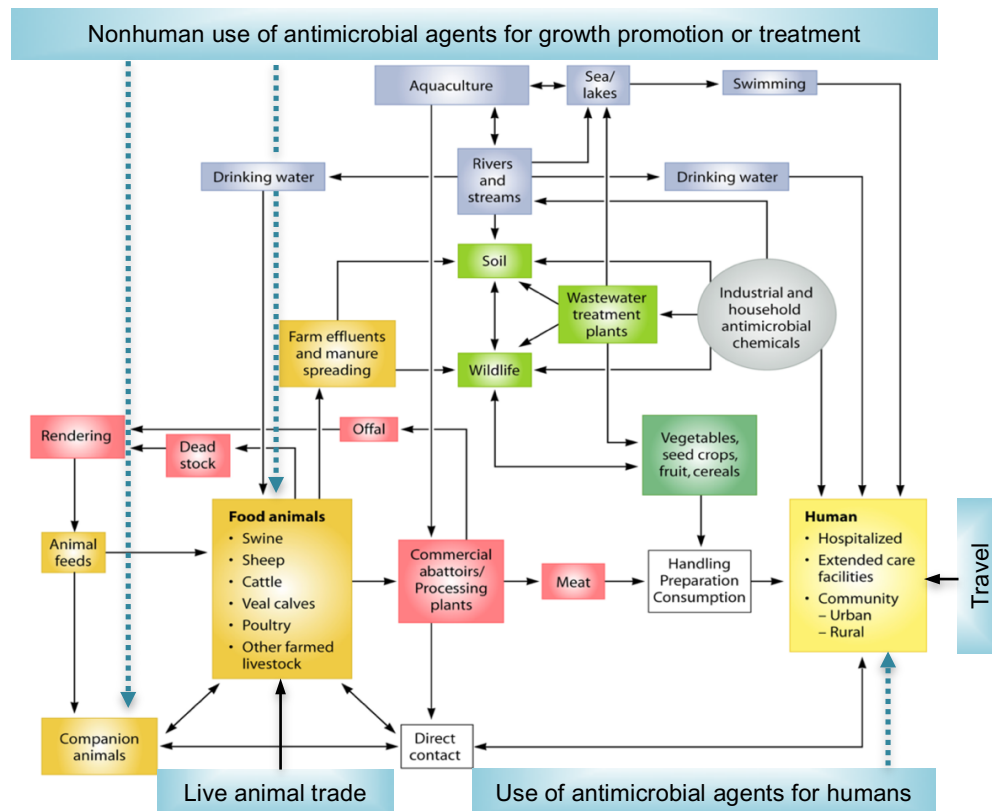 Nonhuman use of antimicrobial agents for growth promotion or treatment
Aquaculture
Sea/
lakes
Swimming
Drinking water
Rivers
and
streams
Drinking water
Soil
Wastewater
treatment
plants
Industrial and
household
antimicrobial
chemicals
Farm effluents
and manure
spreading
Wildlife
Rendering
Offal
Dead
stock
Vegetables,
seed crops,
fruit, cereals
Animal
feeds
Food animals
• Swine
• Sheep
• Cattle
• Veal calves
• Poultry
• Other farmed
livestock
Commercial
abattoirs/
Processing
plants
Meat
Handling
Preparation
Consumption
Human
• Hospitalized
• Extended care
facilities
• Community
– Urban
– Rural
Travel
Companion
animals
Direct
contact
Live animal trade
Use of antimicrobial agents for humans